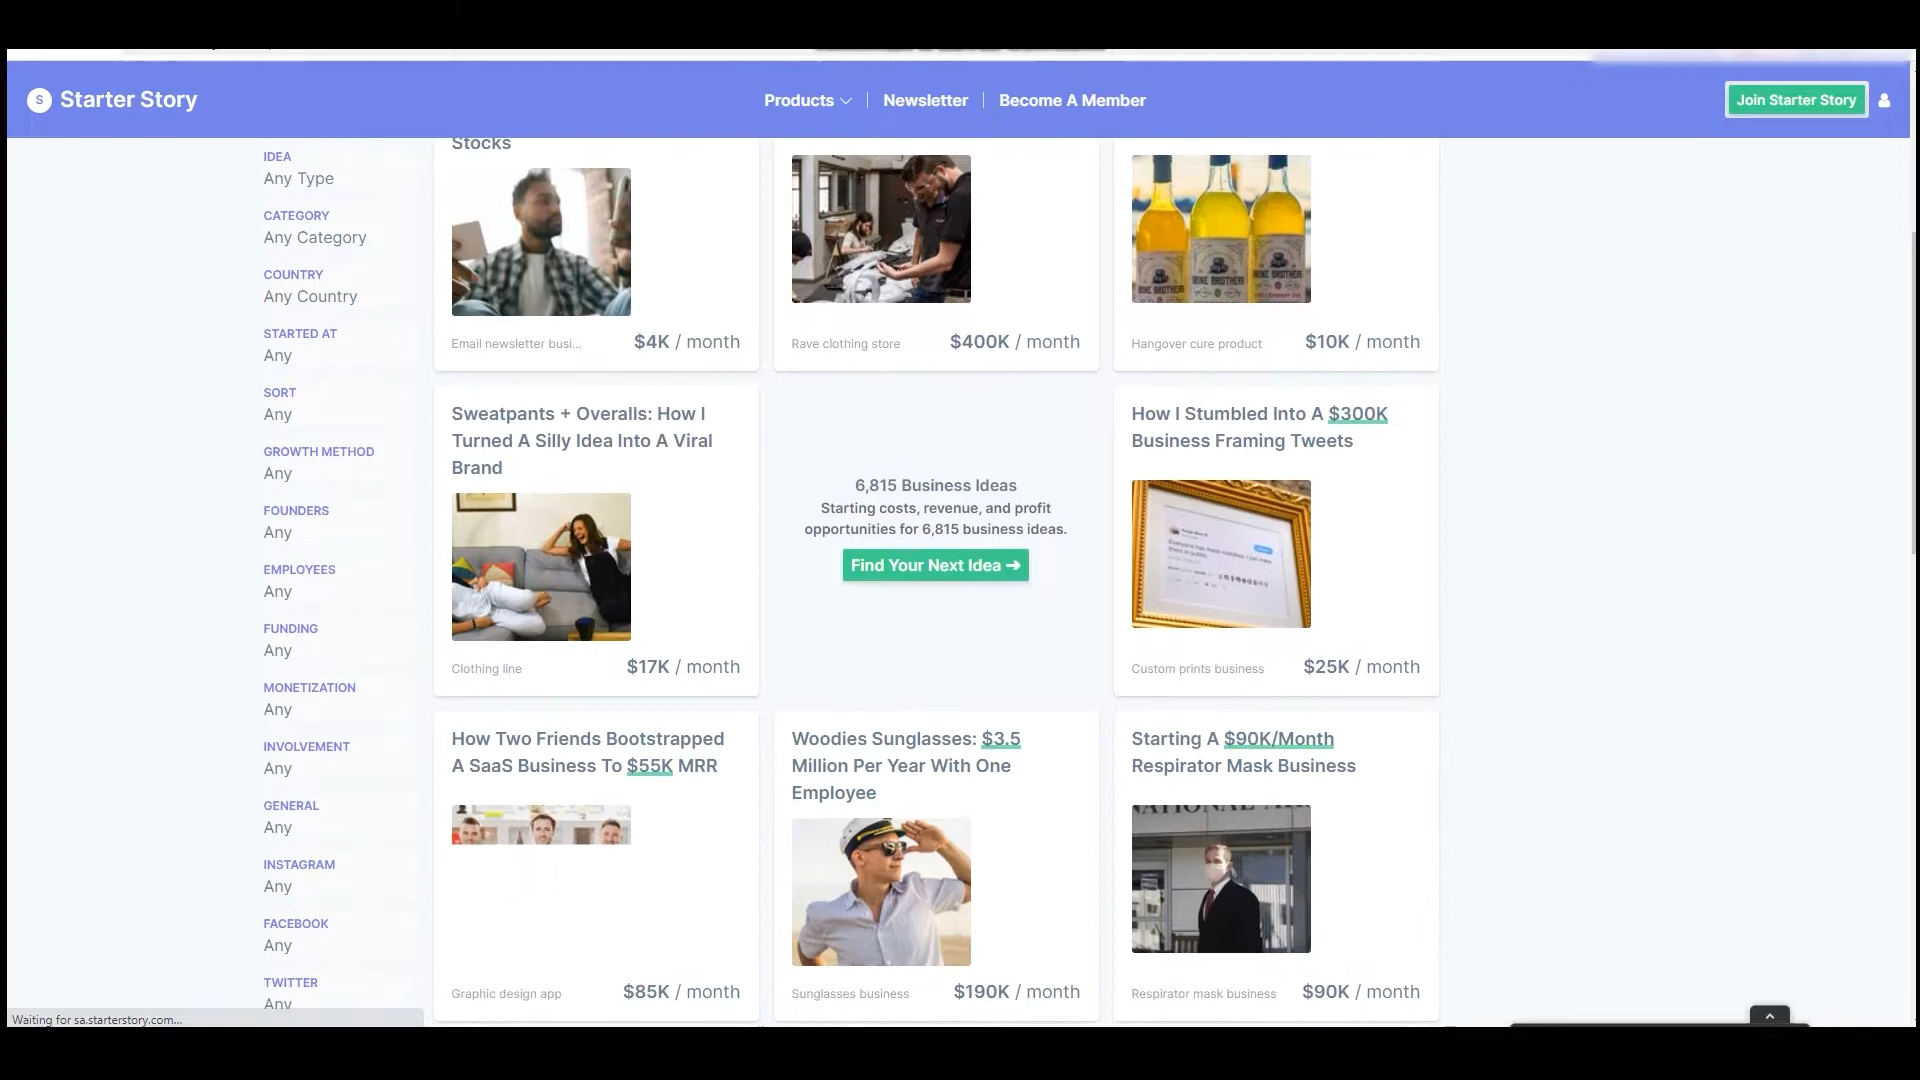 S Starter Story
Products
Newsletter
Become A Member
Join Starter Story
IDEA
Any Type
CATEGORY
Any Category
COUNTRY
Any Country
STARTED AT
Any
SORT
Any
GROWTH METHOD
Any
FOUNDERS
Any
EMPLOYEES
Any
FUNDING
Any
MONETIZATION
Any
INVOLVEMENT
Any
GENERAL
Any
INSTAGRAM
Any
FACEBOOK
Any
TWITTER
Any
Stocks
Email newsletter busi...
$4K / month
Rave clothing store
$400K / month
BRINE BROTHERS
Hangover cure product
$10K / month
Sweatpants + Overalls: How I
Turned A Silly Idea Into A Viral
Brand
Clothing line
$17K / month
6,815 Business Ideas
Starting costs, revenue, and profit
opportunities for 6,815 business ideas.
Find Your Next Idea ➔
How I Stumbled Into A $300K
Business Framing Tweets
Custom prints business
$25K / month
How Two Friends Bootstrapped
A SaaS Business To $55K MRR
Graphic design app
$85K / month
Woodies Sunglasses: $3.5
Million Per Year With One
Employee
Sunglasses business
$190K / month
Starting A $90K/Month
Respirator Mask Business
Respirator mask business
$90K / month
Waiting for sa.starterstory.com...